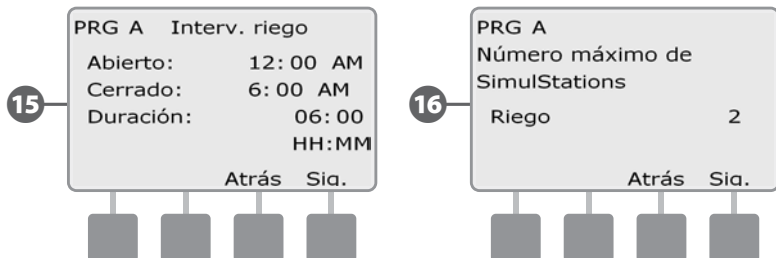 15
PRG A Interv. riego
Abierto: 12:00 AM
Cerrado: 6:00 AM
Duración: 06:00
HH:MM
Atrás Sig.
16
PRG A
Número máximo de
SimulStations
Riego 2
Atrás Sig.